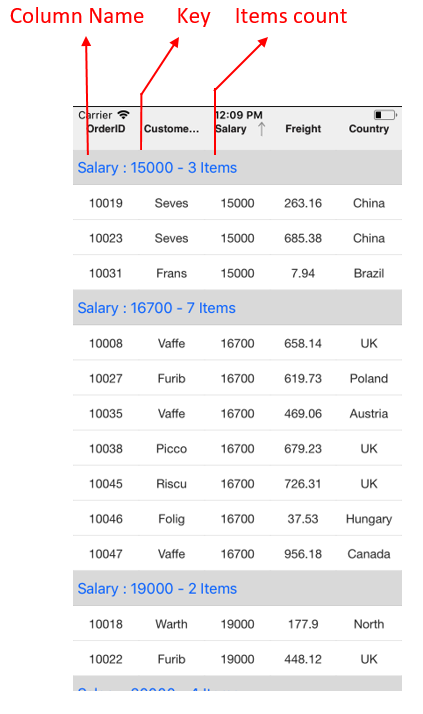 Column Name Key Items count
Carrier 12:09 PM
OrderID Custome... Salary Freight Country
Salary : 15000 - 3 Items
10019 Seves 15000 263.16 China
10023 Seves 15000 685.38 China
10031 Frans 15000 7.94 Brazil
Salary : 16700 - 7 Items
10008 Vaffe 16700 658.14 UK
10027 Furib 16700 619.73 Poland
10035 Vaffe 16700 469.06 Austria
10038 Picco 16700 679.23 UK
10045 Riscu 16700 726.31 UK
10046 Folig 16700 37.53 Hungary
10047 Vaffe 16700 956.18 Canada
Salary : 19000 - 2 Items
10018 Warth 19000 177.9 North
10022 Furib 19000 448.12 UK